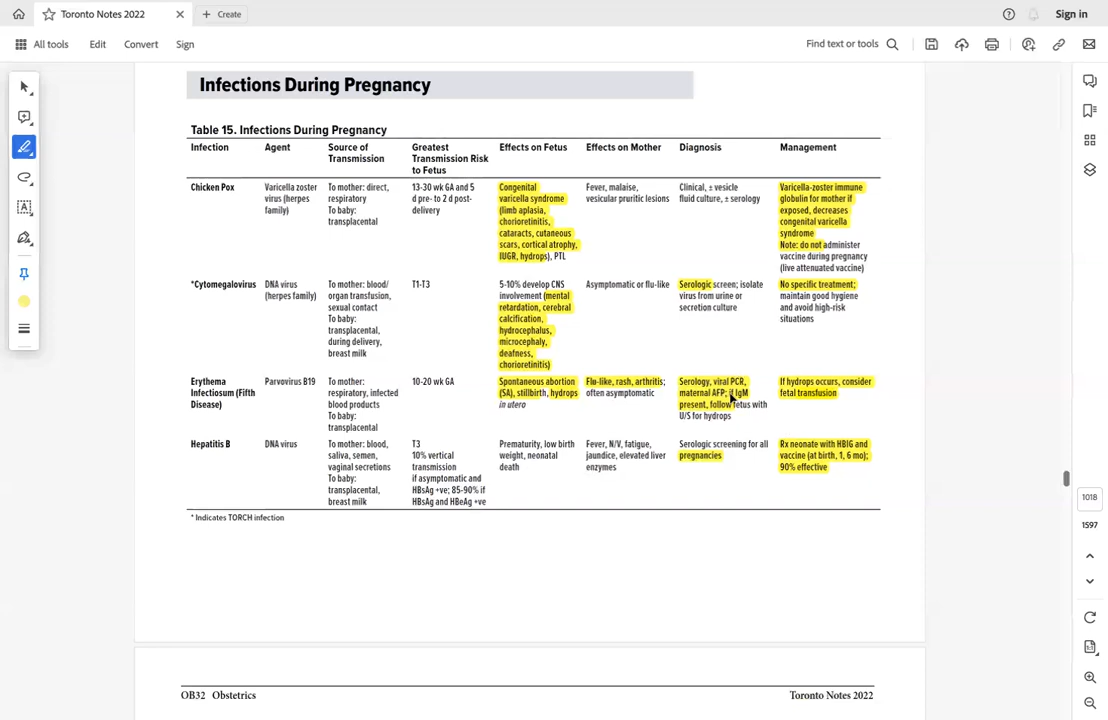 Toronto Notes 2022
Create
Sign in
All tools
Edit
Convert
Sign
Find text or tools
Infections During Pregnancy
Table 15. Infections During Pregnancy
Infection
Agent
Source of
Transmission
Greatest
Transmission Risk
to Fetus
Effects on Fetus
Effects on Mother
Diagnosis
Management
Chicken Pox
Varicella zoster
virus (herpes
family)
To mother: direct,
respiratory
To baby:
transplacental
13-30 wk GA and 5
d pre- to 2 d post-
delivery
Congenital
varicella syndrome
(limb aplasia,
chorioretinitis,
cataracts, cutaneous
scars, cortical atrophy,
IUGR, hydrops), PTL
Fever, malaise,
vesicular pruritic lesions
Clinical, ± vesicle
fluid culture, ± serology
Varicella-zoster immune
globulin for mother if
exposed, decreases
congenital varicella
syndrome
Note: do not administer
vaccine during pregnancy
(live attenuated vaccine)
*Cytomegalovirus
DNA virus
(herpes family)
To mother: blood/
organ transfusion,
sexual contact
To baby:
transplacental,
during delivery,
breast milk
T1-T3
5-10% develop CNS
involvement (mental
retardation, cerebral
calcification,
hydrocephalus,
microcephaly,
deafness,
chorioretinitis)
Asymptomatic or flu-like
Serologic screen; isolate
virus from urine or
secretion culture
No specific treatment;
maintain good hygiene
and avoid high-risk
situations
Erythema
Infectiosum (Fifth
Disease)
Parvovirus B19
To mother:
respiratory, infected
blood products
To baby:
transplacental
10-20 wk GA
Spontaneous abortion
(SA), stillbirth, hydrops
in utero
Flu-like, rash, arthritis;
often asymptomatic
Serology, viral PCR,
maternal AFP; if IgM
present, follow fetus with
U/S for hydrops
If hydrops occurs, consider
fetal transfusion
Hepatitis B
DNA virus
To mother: blood,
saliva, semen,
vaginal secretions
To baby:
transplacental,
breast milk
T3
10% vertical
transmission
if asymptomatic and
HBsAg +ve; 85-90% if
HBsAg and HBeAg +ve
Prematurity, low birth
weight, neonatal
death
Fever, N/V, fatigue,
jaundice, elevated liver
enzymes
Serologic screening for all
pregnancies
Rx neonate with HBIG and
vaccine (at birth, 1, 6 mo);
90% effective
* Indicates TORCH infection
1018
1597
OB32 Obstetrics
Toronto Notes 2022